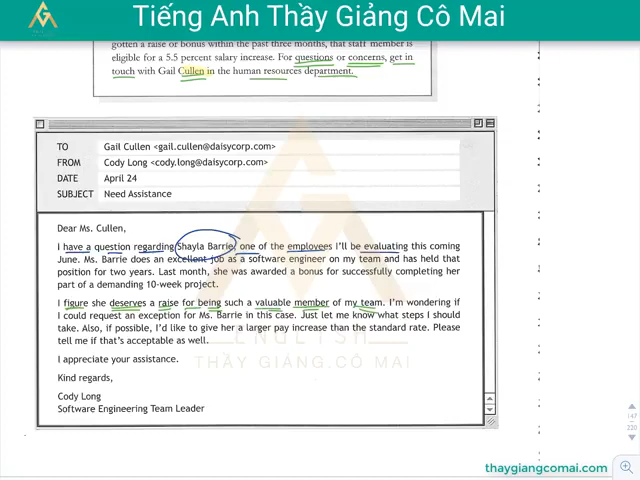 Tiếng Anh Thầy Giảng Cô Mai
gotten a raise or bonus within the past three months, that staff member is
eligible for a 5.5 percent salary increase. For questions or concerns, get in
touch with Gail Cullen in the human resources department.
TO Gail Cullen <gail.cullen@daisycorp.com>
FROM Cody Long <cody.long@daisycorp.com>
DATE April 24
SUBJECT Need Assistance
Dear Ms. Cullen,
I have a question regarding Shayla Barrie, one of the employees I'll be evaluating this coming
June. Ms. Barrie does an excellent job as a software engineer on my team and has held that
position for two years. Last month, she was awarded a bonus for successfully completing her
part of a demanding 10-week project.
I figure she deserves a raise for being such a valuable member of my team. I'm wondering if
I could request an exception for Ms. Barrie in this case. Just let me know what steps I should
take. Also, if possible, I'd like to give her a larger pay increase than the standard rate. Please
tell me if that's acceptable as well.
ENGLISH
I appreciate your assistance.
THẦY GIẢNG.CÔ MAI
Kind regards,
Cody Long
Software Engineering Team Leader
147
220
thaygiangcomai.com